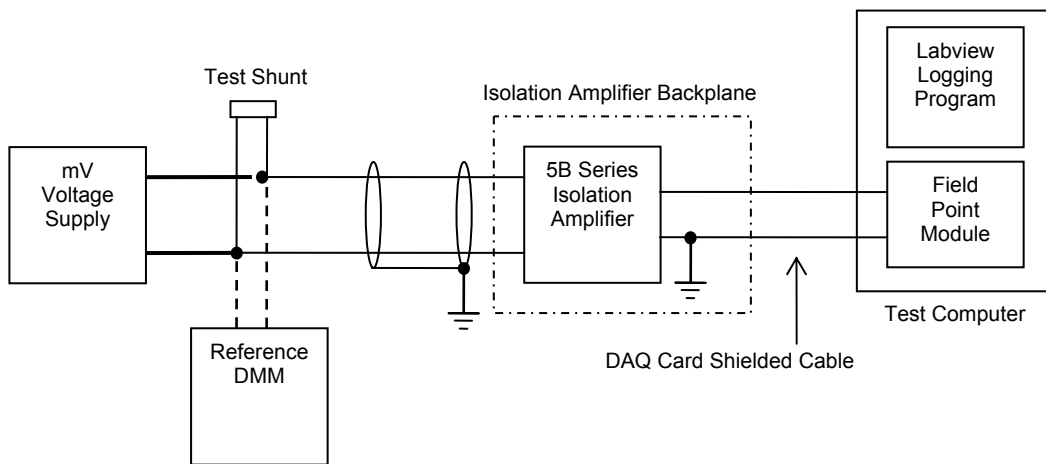 Labview
Logging
Program
Test Shunt
Isolation Amplifier Backplane
mV
Voltage
Supply
5B Series
Isolation
Amplifier
Field
Point
Module
Test Computer
Reference
DMM
DAQ Card Shielded Cable